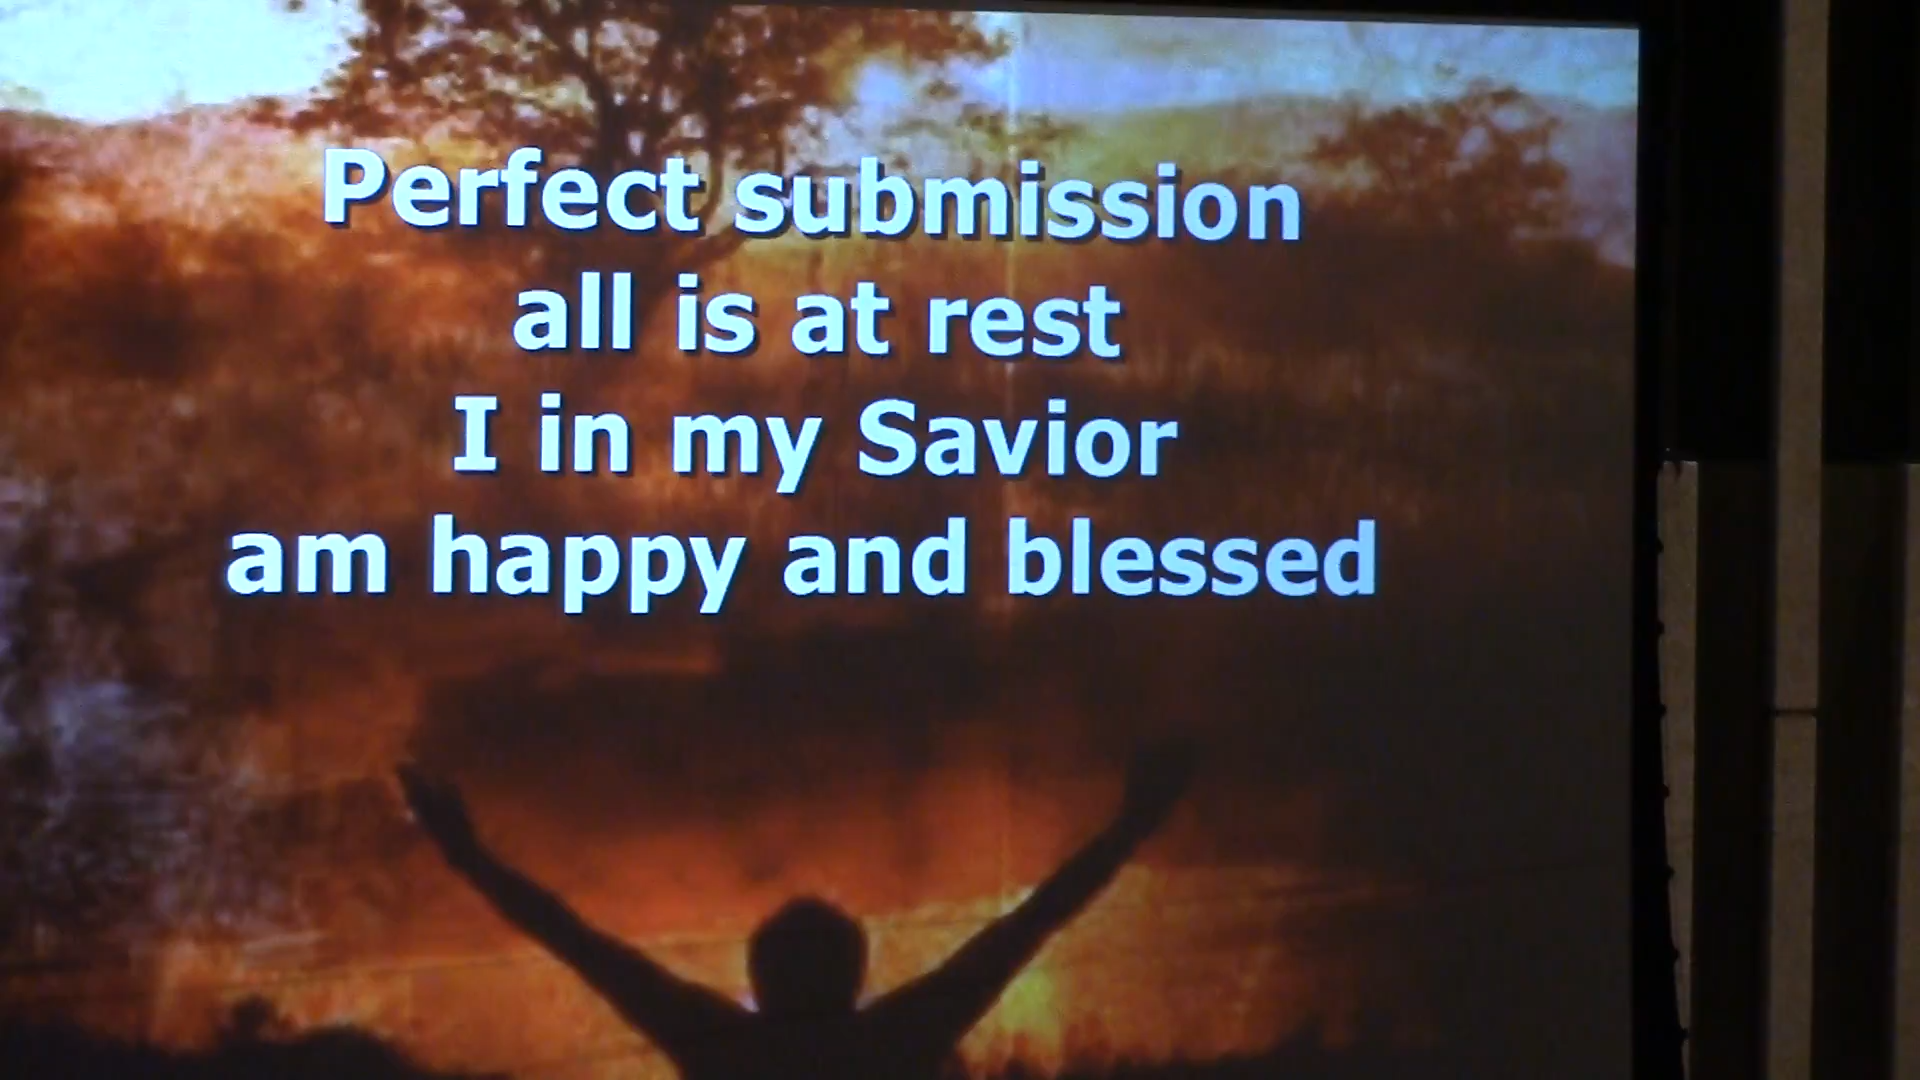 Perfect submission
all is at rest
I in my Savior
am happy and blessed